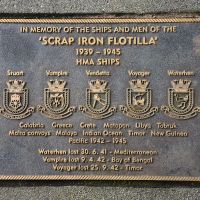 IN MEMORY OF THE SHIPS AND MEN OF THE
'SCRAP IRON FLOTILLA'
1939 - 1945
HMA SHIPS
Stuart Vampire Vendetta Voyager Waterhen
Calabria Greece Crete Matapan Libya Tobruk
Malta convoys Malaya Indian Ocean Timor New Guinea
Pacific 1942 - 1945
Waterhen lost 30. 6. 41 - Mediterranean
Vampire lost 9. 4. 42 - Bay of Bengal
Voyager lost 25. 9. 42 - Timor